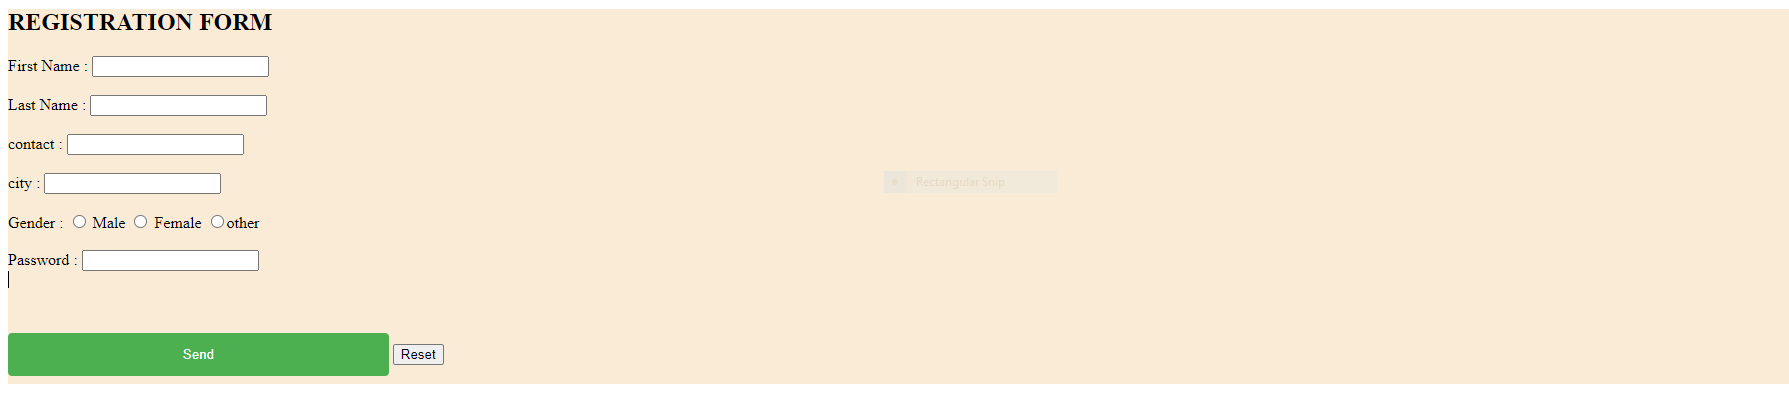 REGISTRATION FORM
First Name :
Last Name :
contact :
city :
Rectangular Snip
Gender : Male Female other
Password :
Send Reset